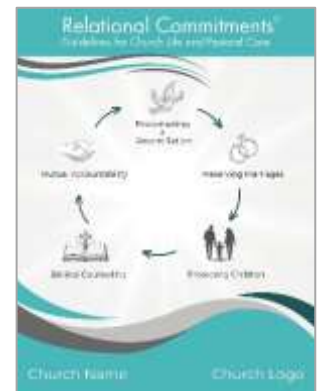 Relational Commitments®
Guidelines for Church Life and Pastoral Care
Peacemaking
&
Reconciliation
Mutual Accountability
Preserving Marriages
Biblical Counseling
Protecting Children
Church Name
Church Logo